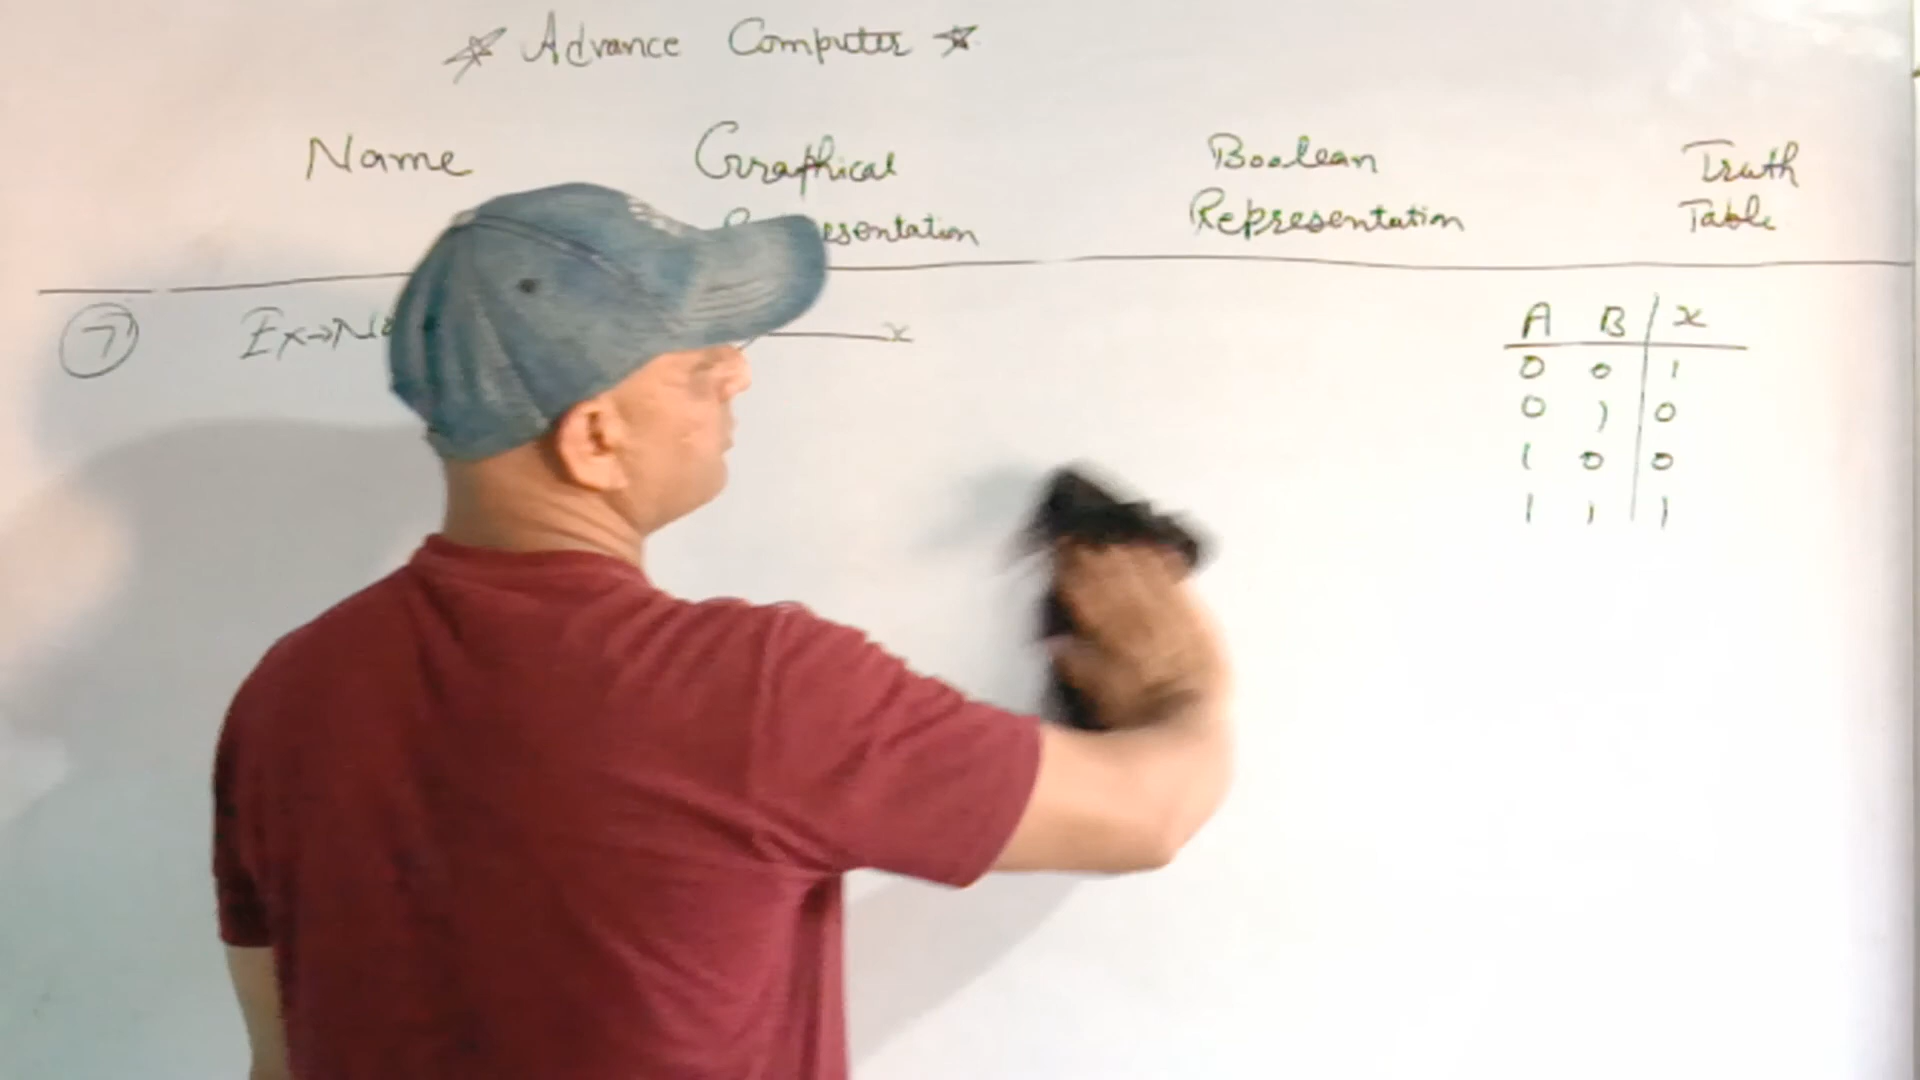 ☆ Advance Computer ☆
Name Graphical Boolean Truth
Representation Table
⑦ x A B x
0 0 1
0 1 0
1 0 0
1 1 1